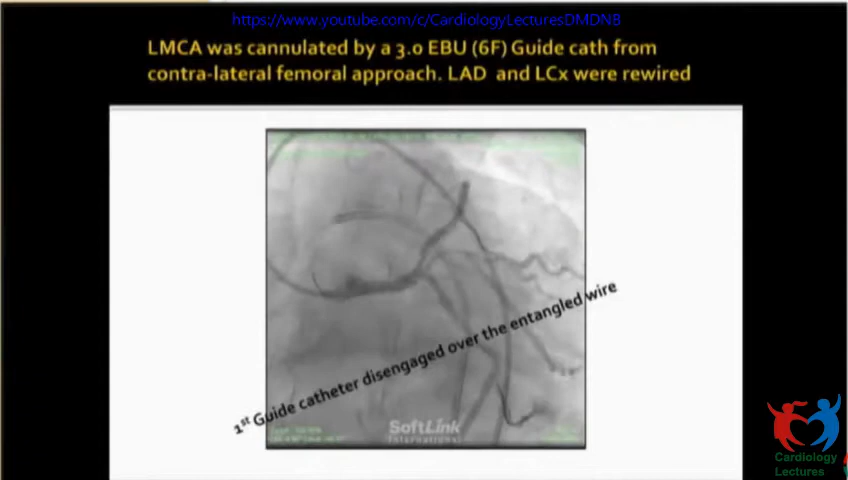 https://www.youtube.com/c/CardiologyLecturesDMDNB
LMCA was cannulated by a 3.0 EBU (6F) Guide cath from
contra-lateral femoral approach. LAD and LCx were rewired
1st Guide catheter disengaged over the entangled wire
SoftLink
International
Cardiology
Lectures